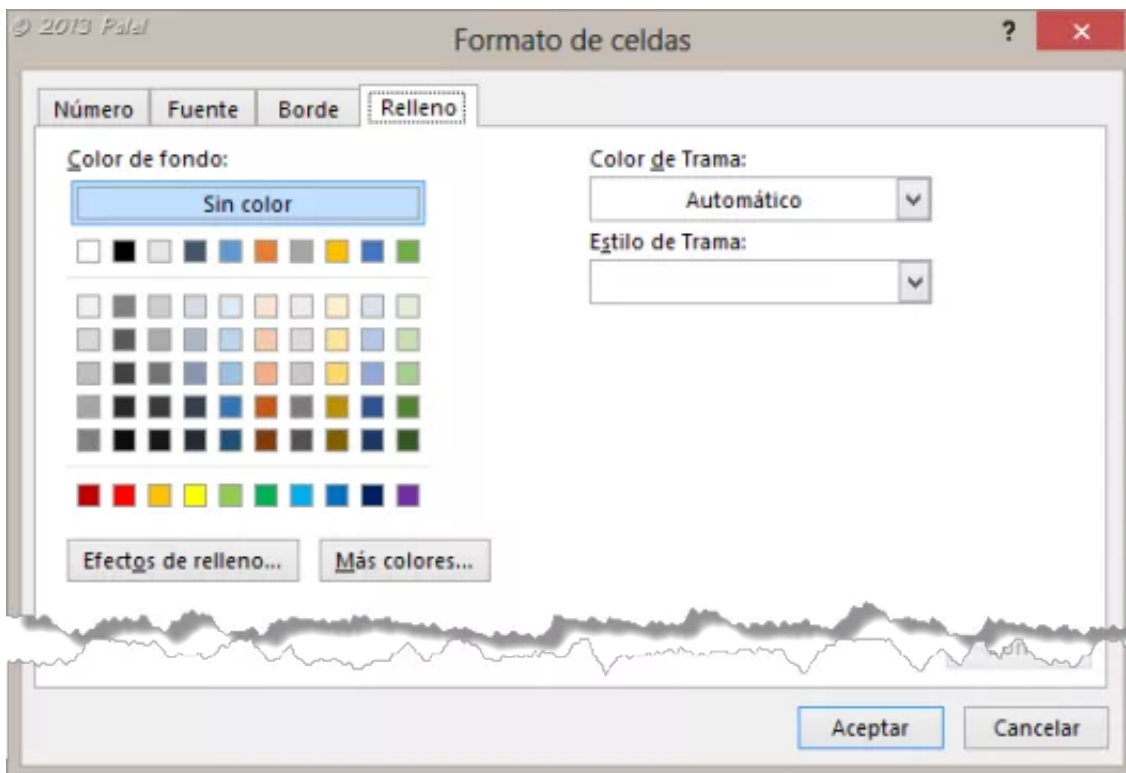 © 2013 Palel
Formato de celdas
?
Número Fuente Borde Relleno
Color de fondo:
Sin color
Color de Trama:
Automático
Estilo de Trama:
Efectos de relleno... Más colores...
Aceptar Cancelar